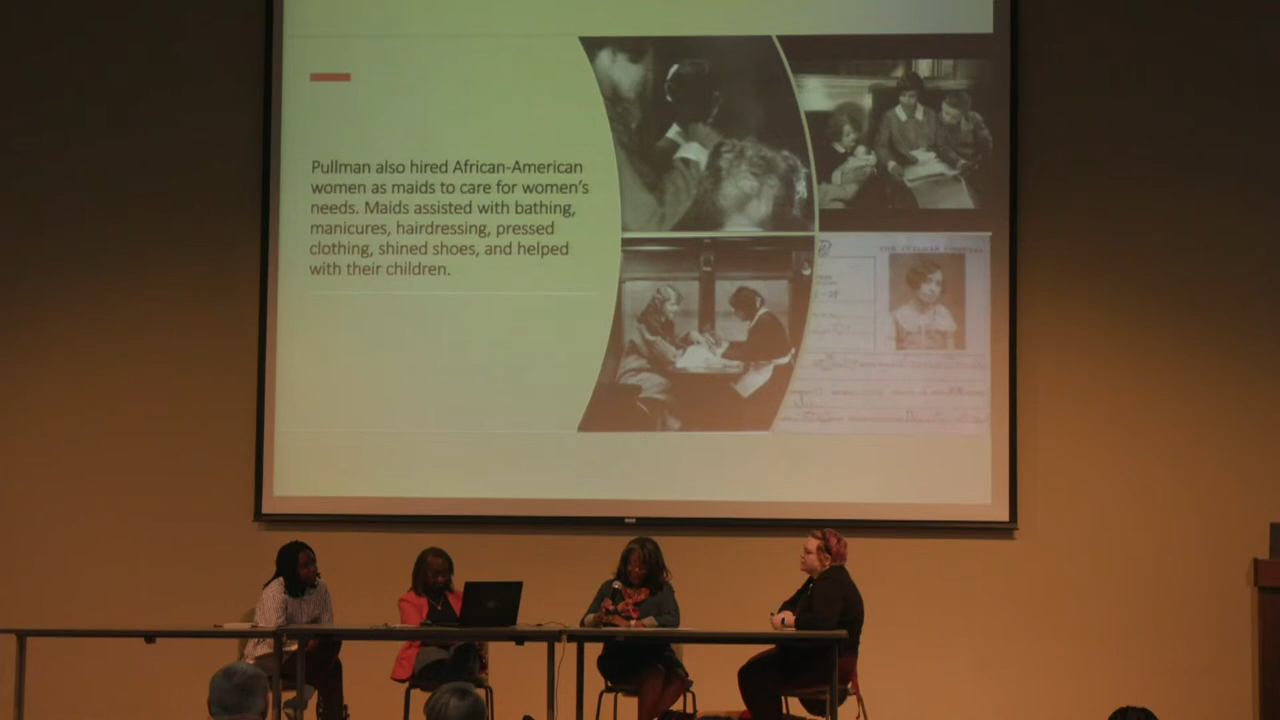 Pullman also hired African-American
women as maids to care for women's
needs. Maids assisted with bathing,
manicures, hairdressing, pressed
clothing, shined shoes, and helped
with their children.
THE PULLMAN COMPANY